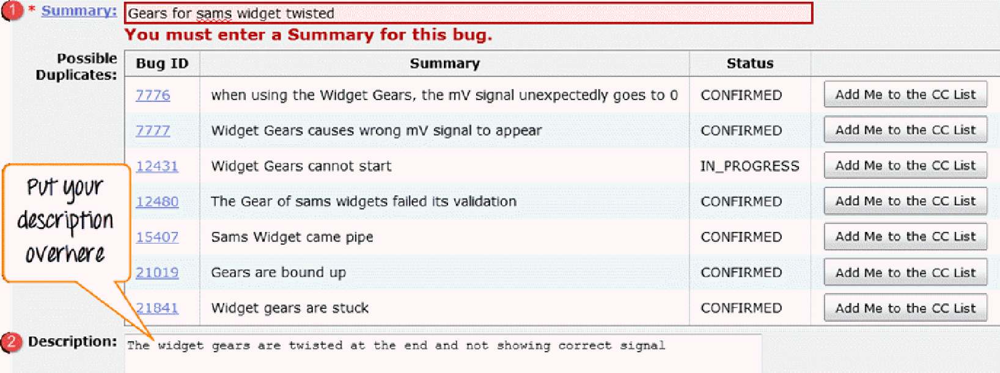 1 * Summary: Gears for sams widget twisted
You must enter a Summary for this bug.
Possible Duplicates:
Bug ID Summary Status
7776 when using the Widget Gears, the mV signal unexpectedly goes to 0 CONFIRMED Add Me to the CC List
7777 Widget Gears causes wrong mV signal to appear CONFIRMED Add Me to the CC List
12431 Widget Gears cannot start IN_PROGRESS Add Me to the CC List
12480 The Gear of sams widgets failed its validation CONFIRMED Add Me to the CC List
15407 Sams Widget came pipe CONFIRMED Add Me to the CC List
21019 Gears are bound up CONFIRMED Add Me to the CC List
21841 Widget gears are stuck CONFIRMED Add Me to the CC List
Put your
description
overhere
2 Description: The widget gears are twisted at the end and not showing correct signal